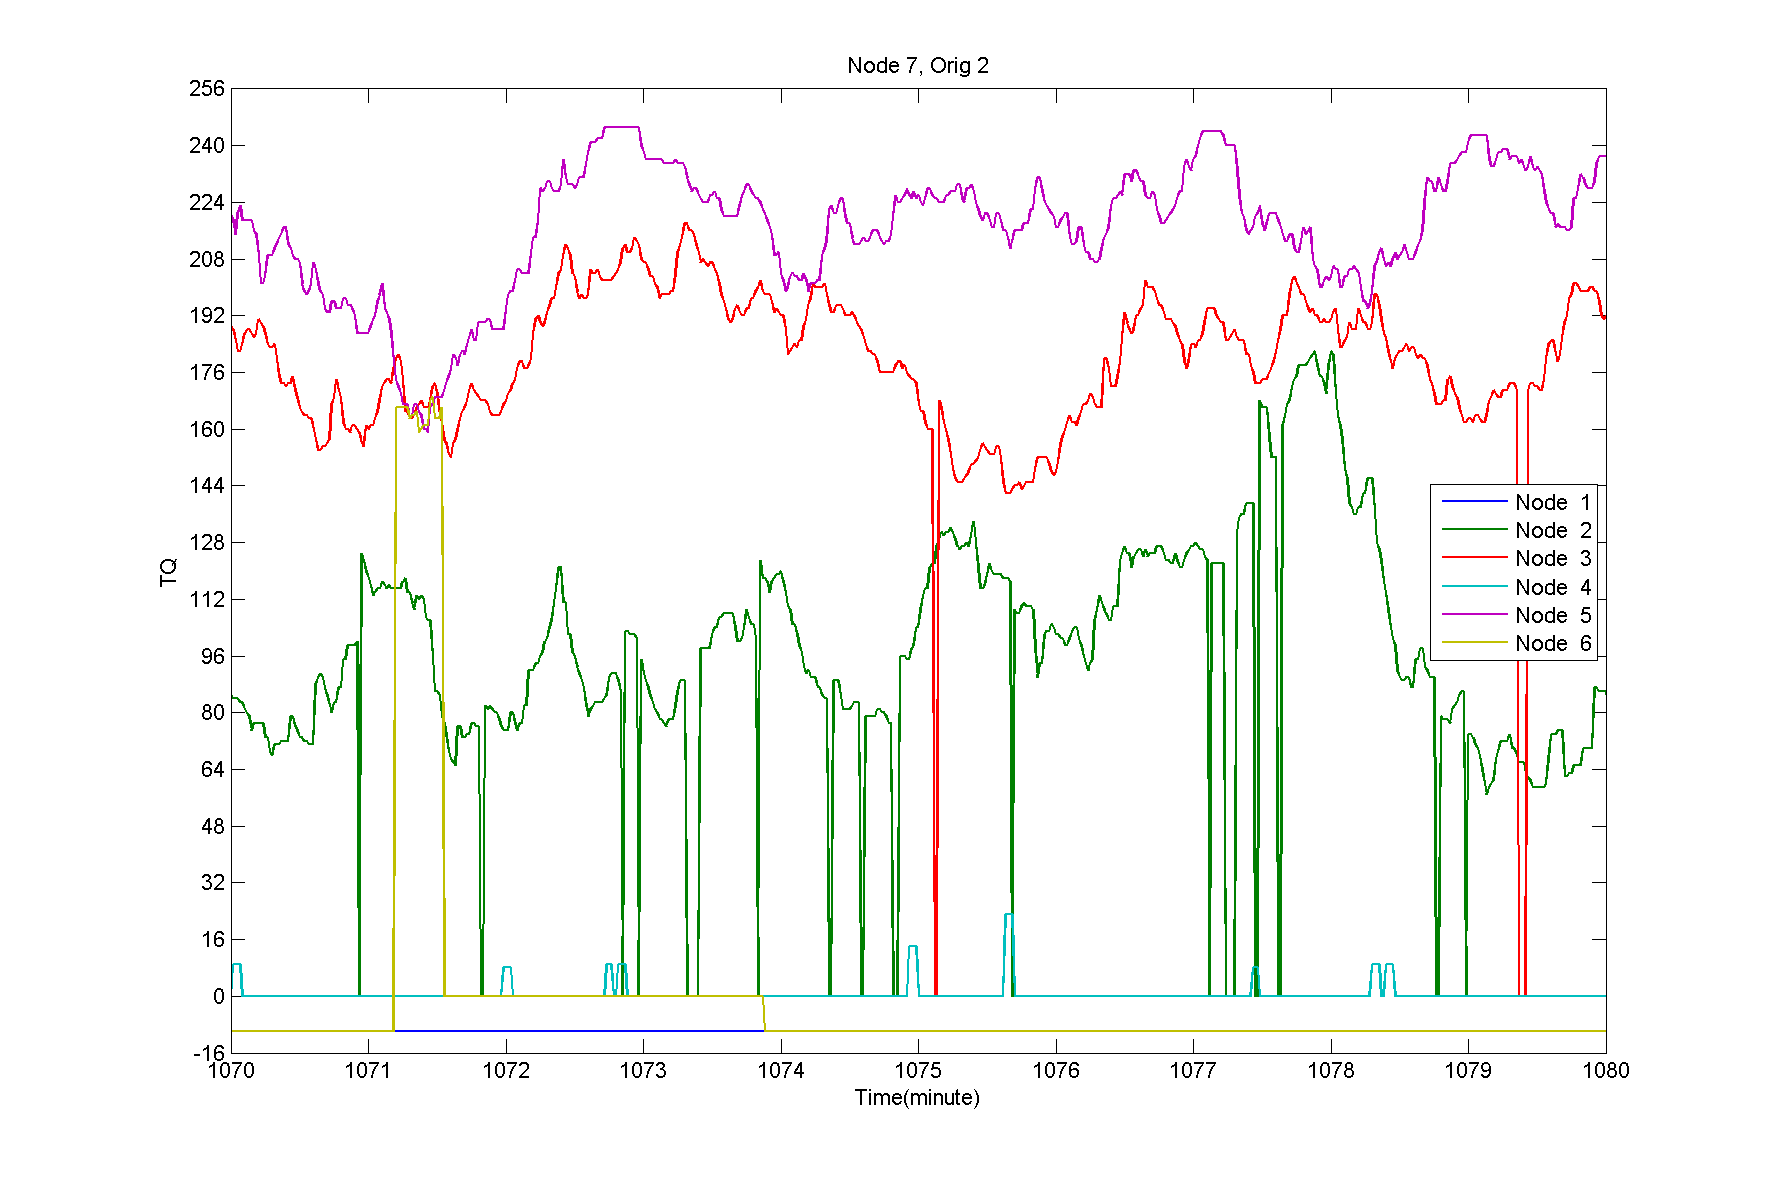 Node 7, Orig 2
256
240
224
208
192
176
160
144
128
112
96
80
64
48
32
16
0
-16
TQ
Node 1
Node 2
Node 3
Node 4
Node 5
Node 6
1070 1071 1072 1073 1074 1075 1076 1077 1078 1079 1080
Time(minute)